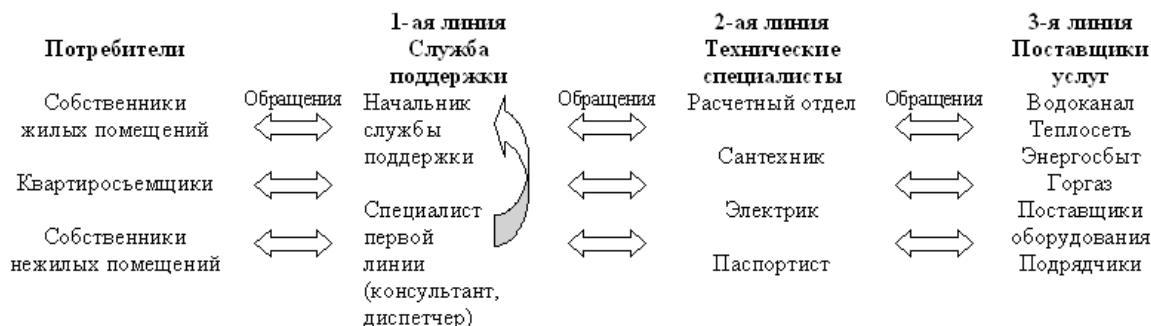 Потребители
Собственники
жилых помещений
Квартиросъемщики
Собственники
нежилых помещений
Обращения
1-ая линия
Служба
поддержки
Начальник
службы
поддержки
Специалист
первой
линии
(консультант,
диспетчер)
Обращения
2-ая линия
Технические
специалисты
Расчетный отдел
Сантехник
Электрик
Паспортист
Обращения
3-я линия
Поставщики
услуг
Водоканал
Теплосеть
Энергосбыт
Горгаз
Поставщики
оборудования
Подрядчики